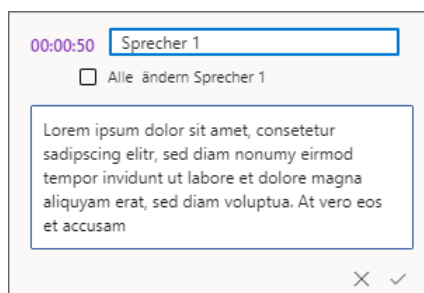 00:00:50 Sprecher 1
Alle ändern Sprecher 1
Lorem ipsum dolor sit amet, consetetur
sadipscing elitr, sed diam nonumy eirmod
tempor invidunt ut labore et dolore magna
aliquyam erat, sed diam voluptua. At vero eos
et accusam